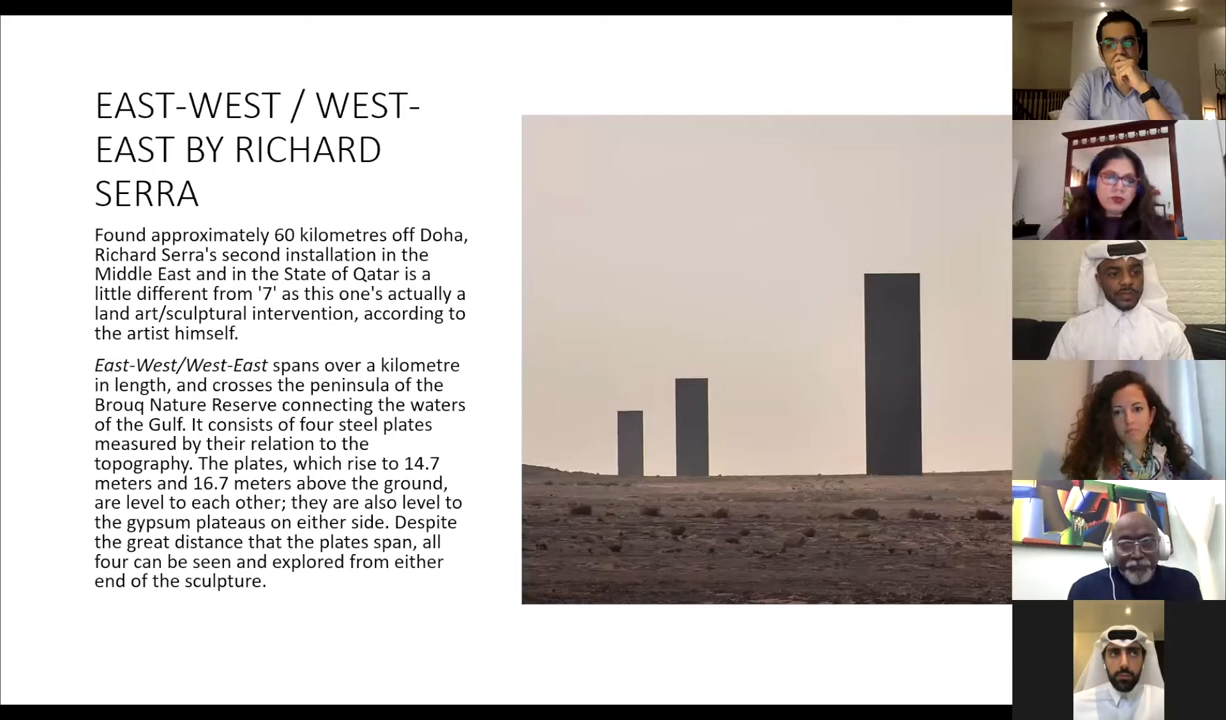 EAST-WEST / WEST-
EAST BY RICHARD
SERRA
Found approximately 60 kilometres off Doha,
Richard Serra's second installation in the
Middle East and in the State of Qatar is a
little different from '7' as this one's actually a
land art/sculptural intervention, according to
the artist himself.
East-West/West-East spans over a kilometre
in length, and crosses the peninsula of the
Brouq Nature Reserve connecting the waters
of the Gulf. It consists of four steel plates
measured by their relation to the
topography. The plates, which rise to 14.7
meters and 16.7 meters above the ground,
are level to each other; they are also level to
the gypsum plateaus on either side. Despite
the great distance that the plates span, all
four can be seen and explored from either
end of the sculpture.